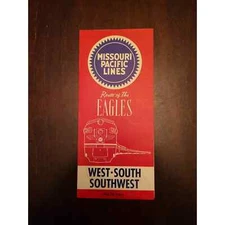 MISSOURI
PACIFIC
LINES
Route of the
EAGLES
WEST-SOUTH
SOUTHWEST